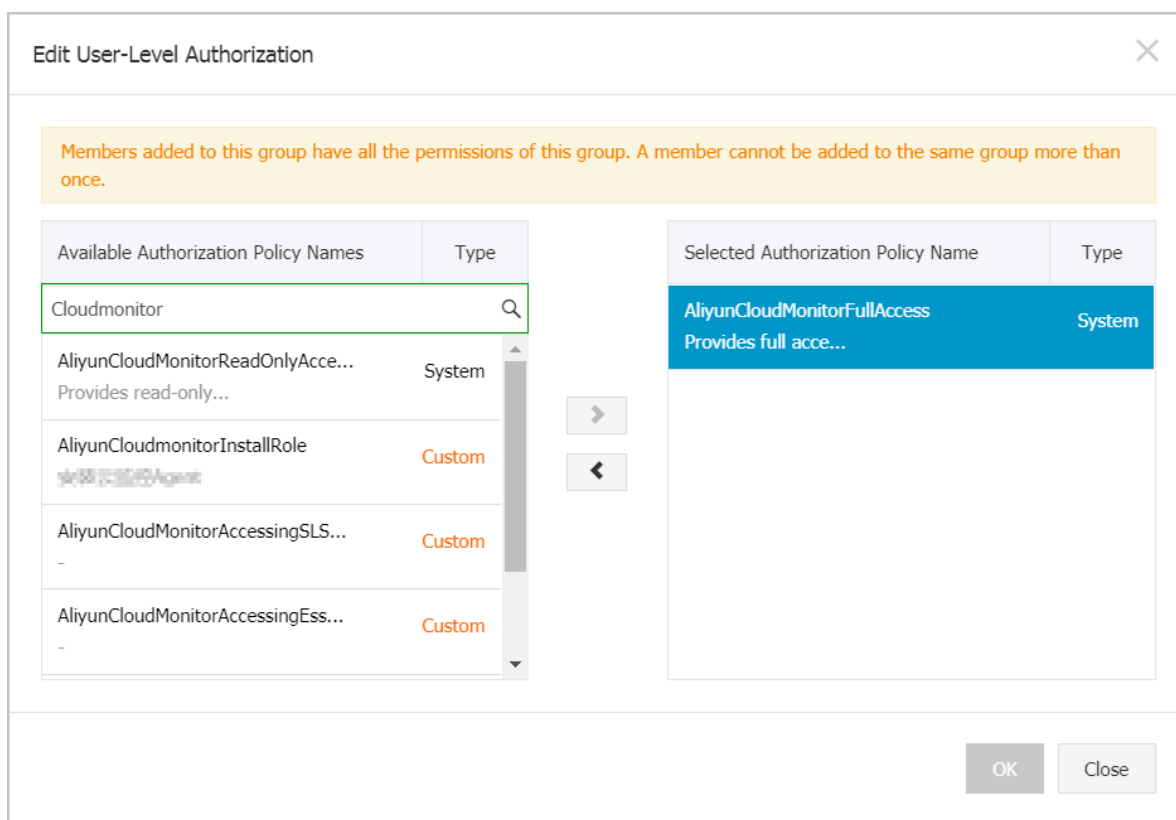 Edit User-Level Authorization
Members added to this group have all the permissions of this group. A member cannot be added to the same group more than
once.
Available Authorization Policy Names Type
Cloudmonitor
AliyunCloudMonitorReadOnlyAcce... System
Provides read-only...
AliyunCloudmonitorInstallRole Custom
Agent
AliyunCloudMonitorAccessingSLS... Custom
-
AliyunCloudMonitorAccessingEss... Custom
-
Selected Authorization Policy Name Type
AliyunCloudMonitorFullAccess System
Provides full acce...
OK Close